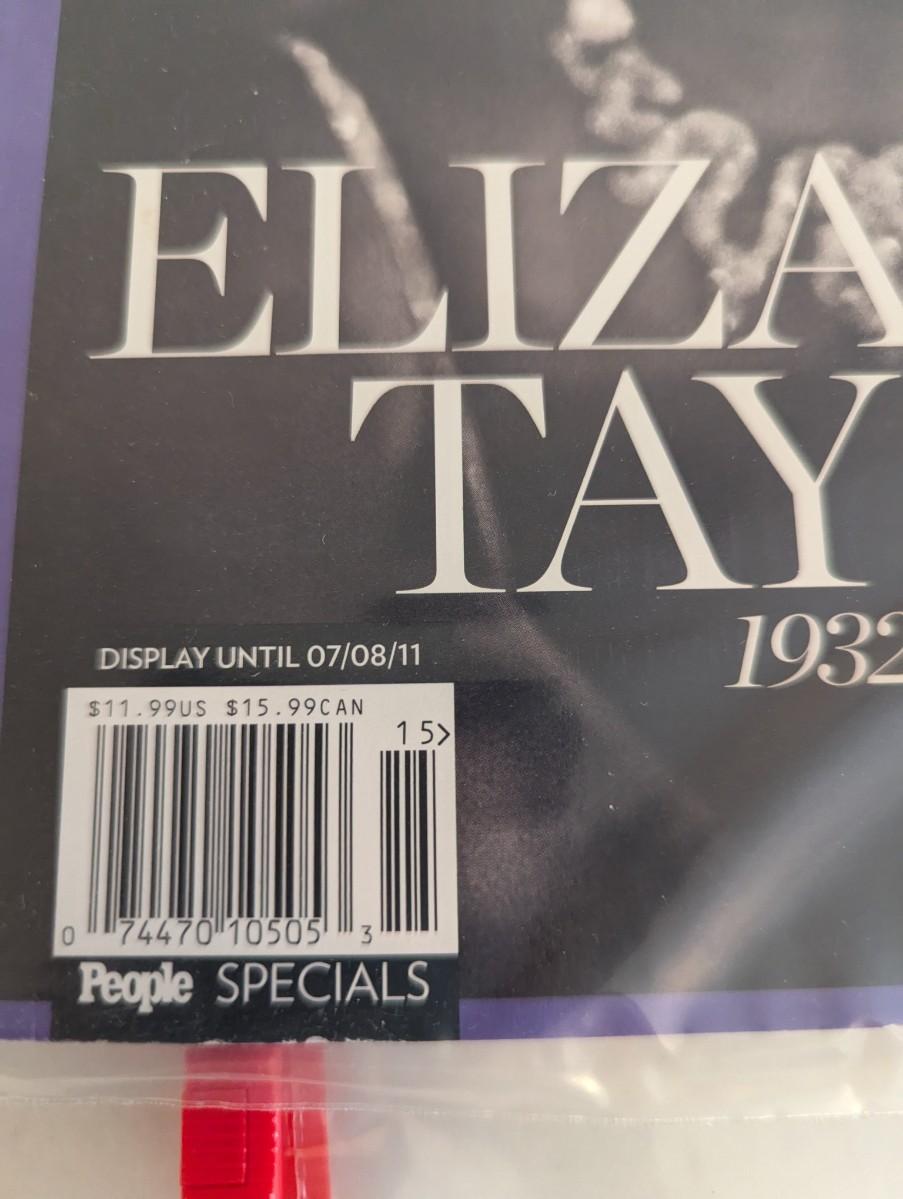 ELIZA
TAY
1932
DISPLAY UNTIL 07/08/11
$11.99US $15.99CAN
15>
0 74470 10505 3
People SPECIALS